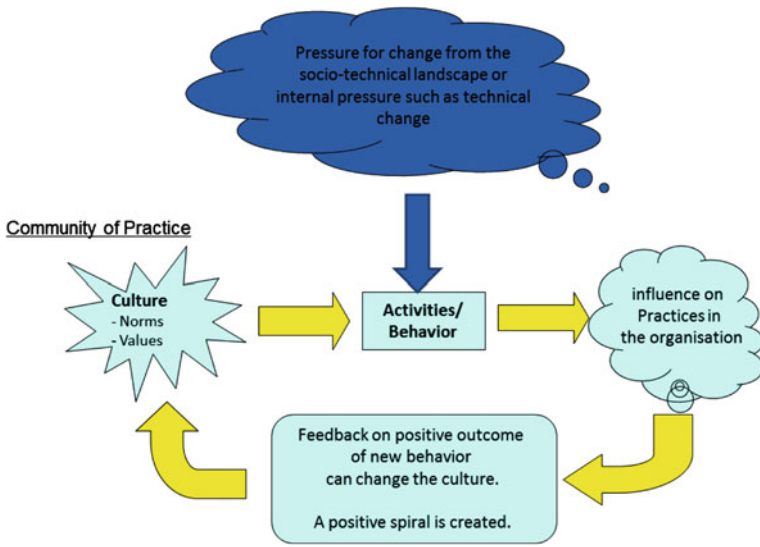 Pressure for change from the
socio-technical landscape or
internal pressure such as technical
change
Community of Practice
Culture
- Norms
- Values
Activities/
Behavior
influence on
Practices in
the organisation
Feedback on positive outcome
of new behavior
can change the culture.
A positive spiral is created.